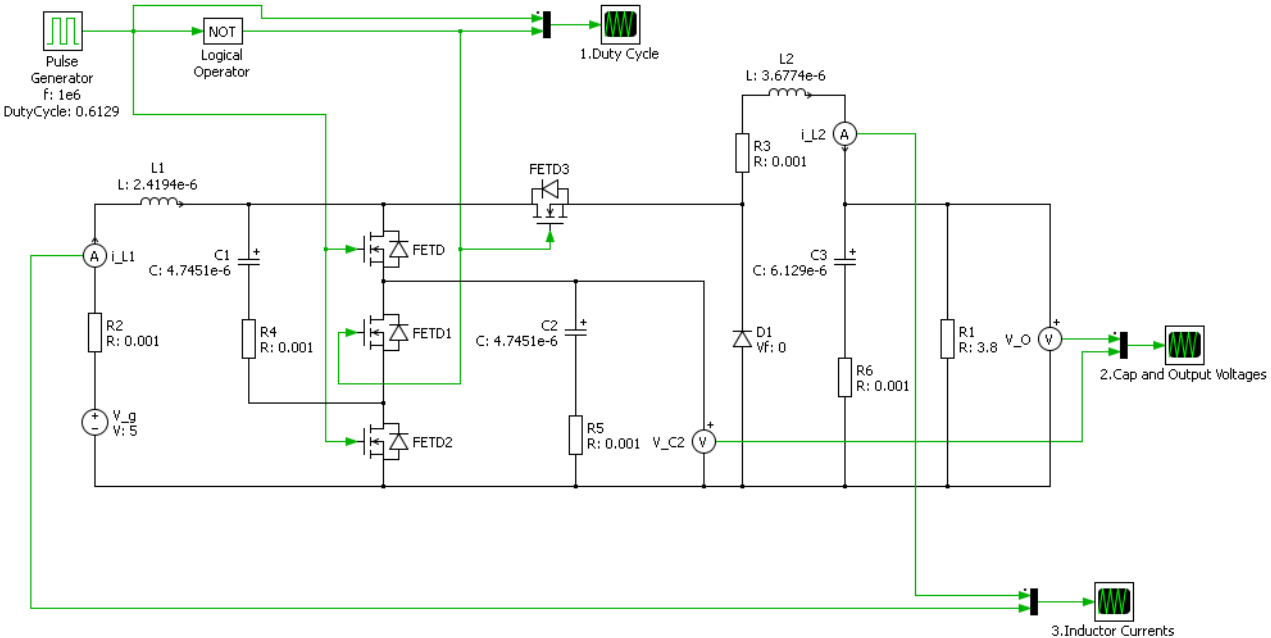 Pulse
Generator
f: 1e6
DutyCycle: 0.6129
NOT
Logical
Operator
1.Duty Cycle
L2
L: 3.6774e-6
i_L2
A
R3
R: 0.001
L1
L: 2.4194e-6
FETD3
A
i_L1
C1
+
C: 4.7451e-6
FETD
C3
+
C: 6.129e-6
R2
R: 0.001
R4
R: 0.001
FETD1
C2
+
C: 4.7451e-6
D1
Vf: 0
R1
R: 3.8
V_O
+
V
2.Cap and Output Voltages
R6
R: 0.001
+
V_g
V: 5
FETD2
R5
R: 0.001
V_C2
+
V
3.Inductor Currents